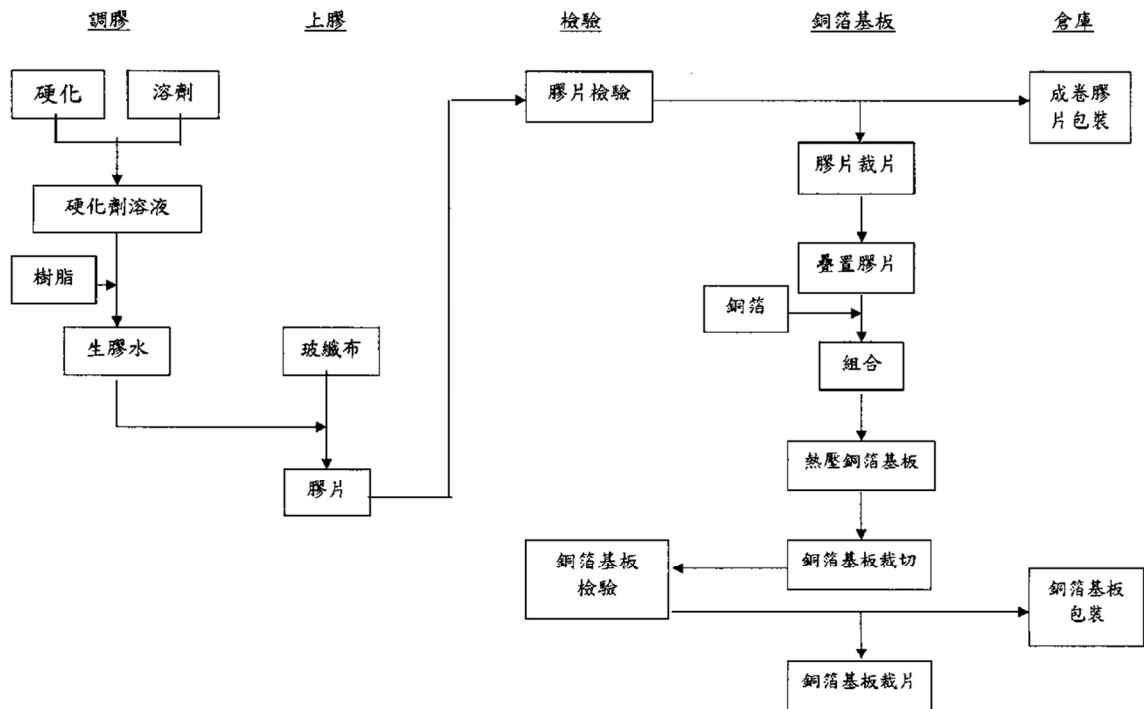 調膠
上膠
檢驗
銅箔基板
倉庫
硬化
溶劑
膠片檢驗
成卷膠
片包裝
膠片裁片
硬化劑溶液
樹脂
疊置膠片
銅箔
生膠水
玻纖布
組合
熱壓銅箔基板
膠片
銅箔基板
檢驗
銅箔基板裁切
銅箔基板
包裝
銅箔基板裁片